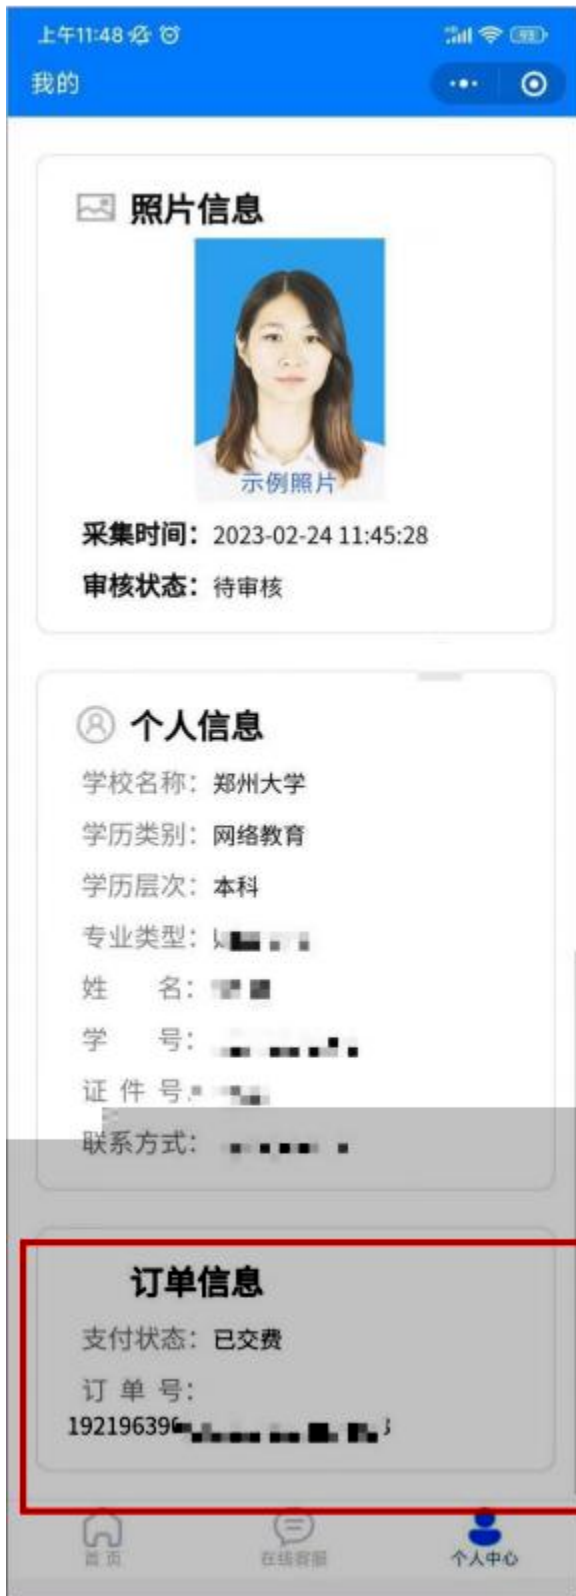 上午11:48
93
我的
照片信息
示例照片
采集时间：2023-02-24 11:45:28
审核状态：待审核
个人信息
学校名称：郑州大学
学历类别：网络教育
学历层次：本科
专业类型：
姓 名：
学 号：
证 件 号：
联系方式：
订单信息
支付状态：已交费
订 单 号：
19219639
首页
在线客服
个人中心